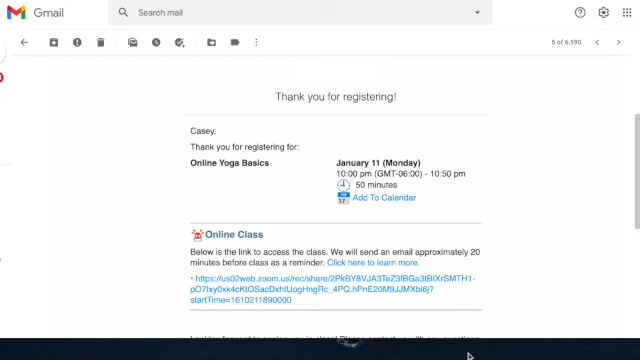 Gmail
Search mail
5 of 6,590
Thank you for registering!
Casey,
Thank you for registering for:
Online Yoga Basics
January 11 (Monday)
10:00 pm (GMT-06:00) - 10:50 pm
50 minutes
Add To Calendar
Online Class
Below is the link to access the class. We will send an email approximately 20
minutes before class as a reminder. Click here to learn more.
• https://us02web.zoom.us/rec/share/2PkBY8VJA3TeZ3fBGa3tBIXrSMTH1-
pO7Ixy0xk4cKtOSacDxhtUogHngRc_4PQ.hPnE20M9JJMXbi6j?
startTime=1610211890000